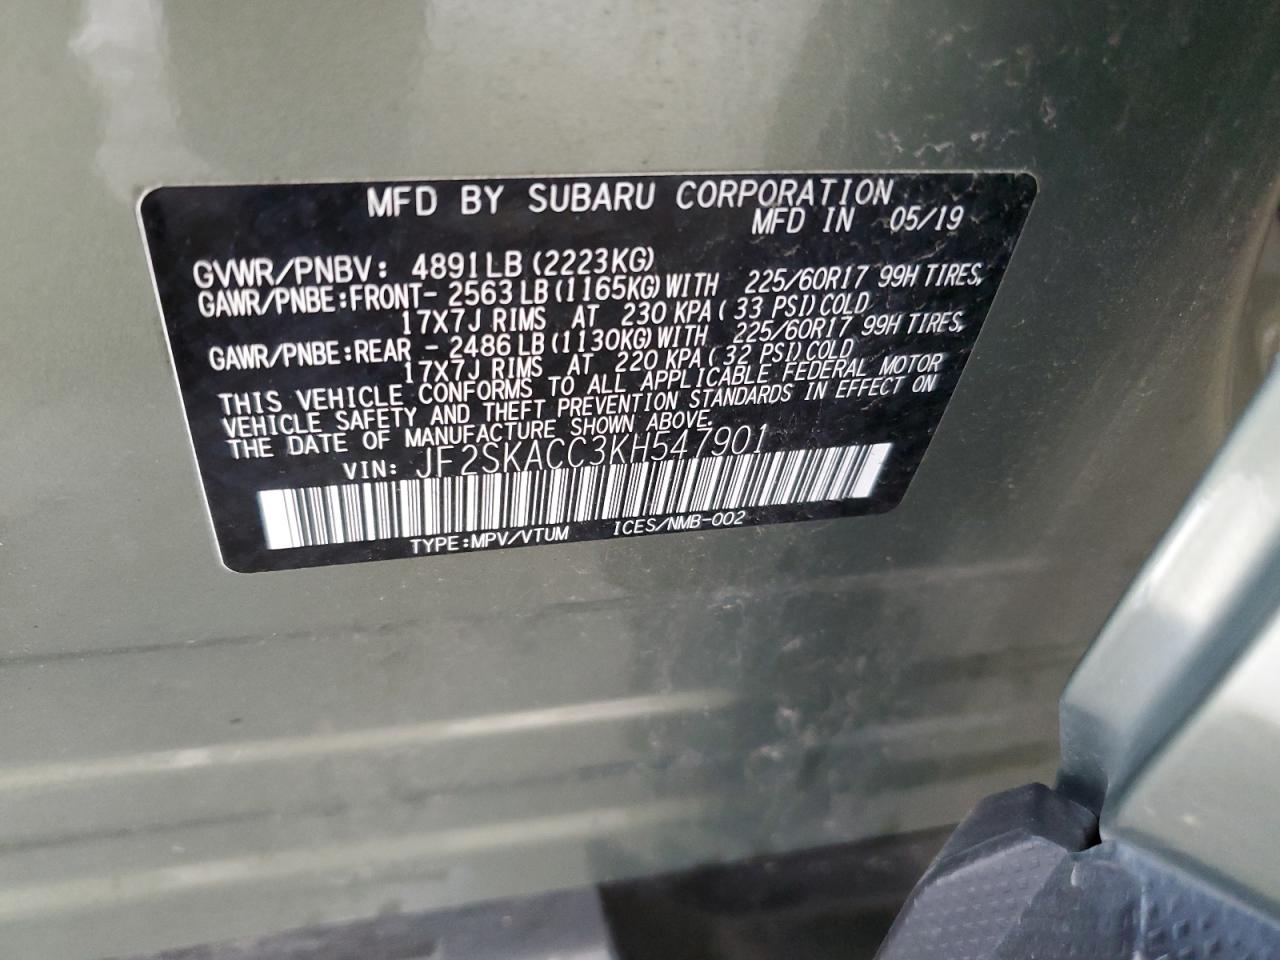 MFD BY SUBARU CORPORATION
MFD IN 05/19
GVWR/PNBV: 4891LB (2223KG)
GAWR/PNBE:FRONT- 2563LB(1165KG)WITH 225/60R17 99H TIRES,
17X7J RIMS AT 230 KPA( 33 PSI)COLD
GAWR/PNBE:REAR - 2486LB(1130KG)WITH 225/60R17 99H TIRES,
17X7J RIMS AT 220 KPA( 32 PSI)COLD
THIS VEHICLE CONFORMS TO ALL APPLICABLE FEDERAL MOTOR
VEHICLE SAFETY AND THEFT PREVENTION STANDARDS IN EFFECT ON
THE DATE OF MANUFACTURE SHOWN ABOVE.
VIN: JF2SKACC3KH547901
TYPE:MPV/VTUM ICES/NMB-002